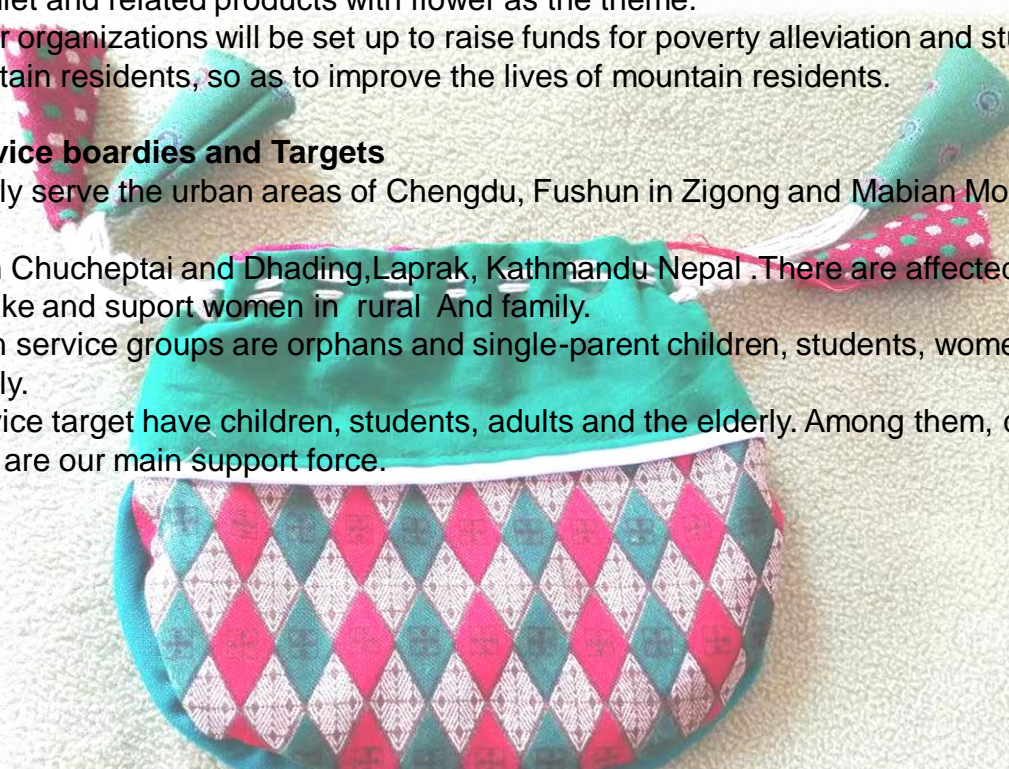 let and related products with flower as the theme.
r organizations will be set up to raise funds for poverty alleviation and stu
tain residents, so as to improve the lives of mountain residents.
vice boardies and Targets
ly serve the urban areas of Chengdu, Fushun in Zigong and Mabian Mo
Chucheptai and Dhading,Laprak, Kathmandu Nepal .There are affected
ke and suport women in rural And family.
n service groups are orphans and single-parent children, students, wome
ly.
vice target have children, students, adults and the elderly. Among them,
are our main support force.